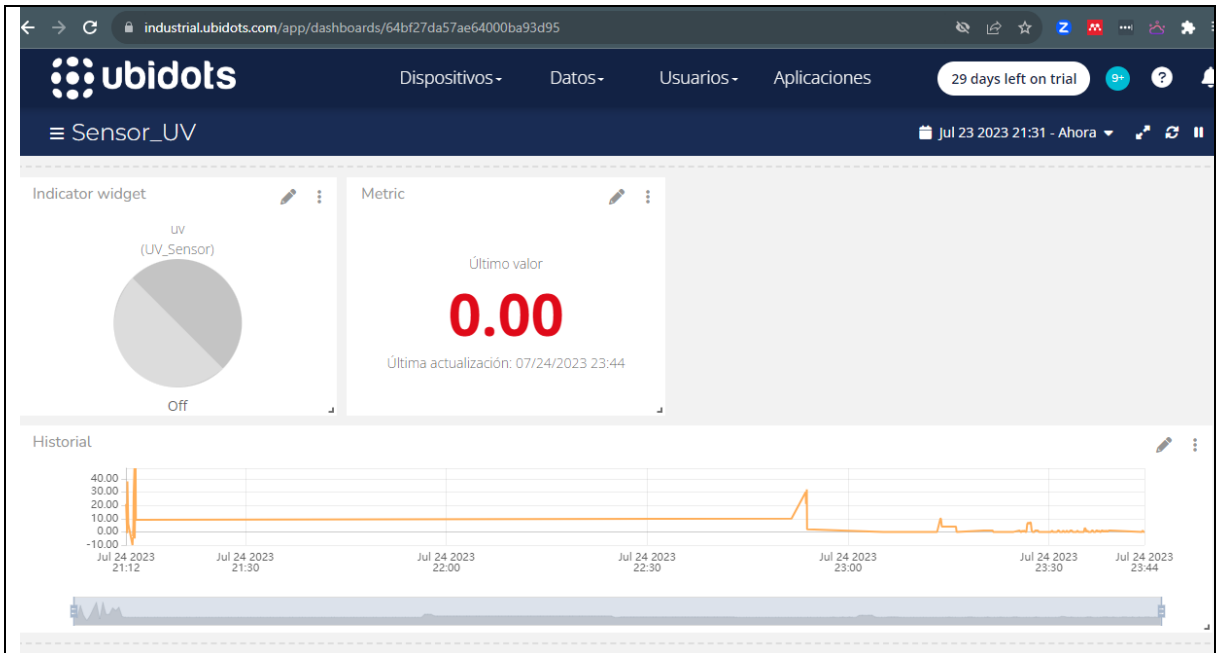 industrial.ubidots.com/app/dashboards/64bf27da57ae64000ba93d95
ubidots
Dispositivos
Datos
Usuarios
Aplicaciones
29 days left on trial
9+
?
Sensor_UV
Jul 23 2023 21:31 - Ahora
Indicator widget
uv
(UV_Sensor)
Off
Metric
Último valor
0.00
Última actualización: 07/24/2023 23:44
Historial
40.00
30.00
20.00
10.00
0.00
-10.00
Jul 24 2023
21:12
Jul 24 2023
21:30
Jul 24 2023
22:00
Jul 24 2023
22:30
Jul 24 2023
23:00
Jul 24 2023
23:30
Jul 24 2023
23:44